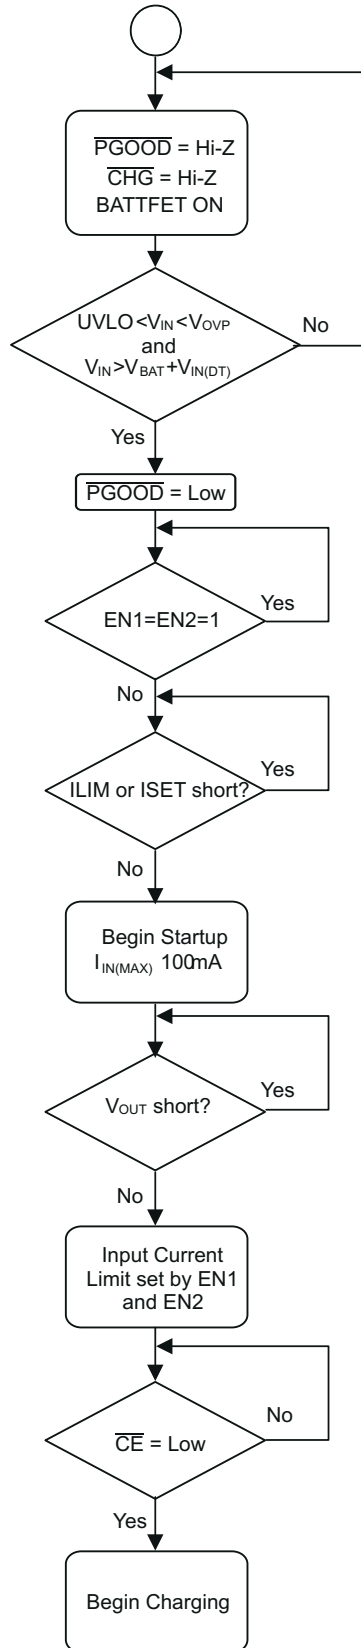 PGOOD = Hi-Z
CHG = Hi-Z
BATTFET ON
UVLO<VIN<VOVP
and
VIN>VBAT+VIN(DT)
No
Yes
PGOOD = Low
EN1=EN2=1
Yes
No
ILIM or ISET short?
Yes
No
Begin Startup
IIN(MAX) 100mA
VOUT short?
Yes
No
Input Current
Limit set by EN1
and EN2
CE = Low
No
Yes
Begin Charging